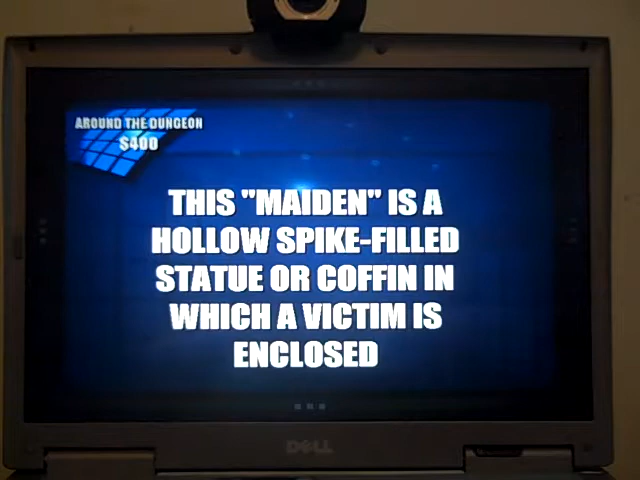 AROUND THE DUNGEON
$400
THIS "MAIDEN" IS A
HOLLOW SPIKE-FILLED
STATUE OR COFFIN IN
WHICH A VICTIM IS
ENCLOSED
DELL